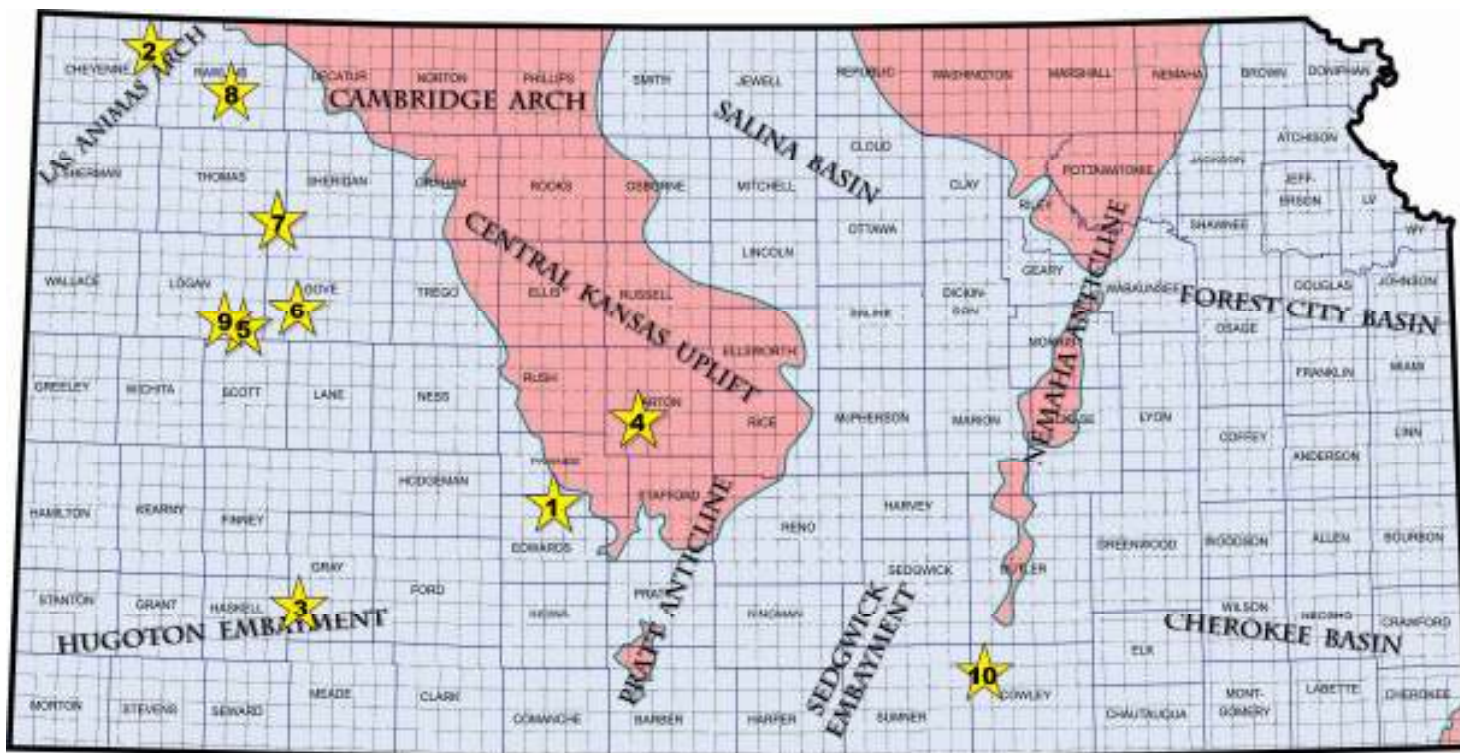 CHEYENNE
2
RAWLINS
8
DECATUR
NORTON
PHILLIPS
SMITH
JEWELL
REPUBLIC
WASHINGTON
MARSHALL
NEMAHA
BROWN
DONIPHAN
LAS ANIMAS ARCH
CAMBRIDGE ARCH
SALINA BASIN
ATCHISON
SHERMAN
THOMAS
SHERIDAN
GRAHAM
ROOKS
OSBORNE
MITCHELL
CLOUD
CLAY
RILEY
POTTAWATOMIE
JACKSON
JEFF-
ERSON
LV
WY
7
OTTAWA
LINCOLN
SHAWNEE
WALLACE
LOGAN
GOVE
TREGO
ELLIS
RUSSELL
CENTRAL KANSAS UPLIFT
SALINE
DICKIN-
SON
GEARY
WABAUNSEE
DOUGLAS
JOHNSON
FOREST CITY BASIN
9
5
6
ELLSWORTH
MORRIS
OSAGE
FRANKLIN
MIAMI
NEMAHA ANTICLINE
GREELEY
WICHITA
SCOTT
LANE
NESS
RUSH
4
RICE
McPHERSON
MARION
LYON
COFFEY
ANDERSON
LINN
HAMILTON
KEARNY
FINNEY
HODGEMAN
1
EDWARDS
STAFFORD
RENO
HARVEY
SEDGWICK
BUTLER
GREENWOOD
WOODSON
ALLEN
BOURBON
STANTON
GRANT
HASKELL
3
GRAY
FORD
KIOWA
PRATT
KINGMAN
ELK
WILSON
NEOSHO
CRAWFORD
HUGOTON EMBAYMENT
PRATT ANTICLINE
SEDGWICK
EMBAYMENT
CHEROKEE BASIN
MORTON
STEVENS
SEWARD
MEADE
CLARK
COMANCHE
BARBER
HARPER
SUMNER
10
COWLEY
CHAUTAUQUA
MONT-
GOMERY
LABETTE
CHEROKEE